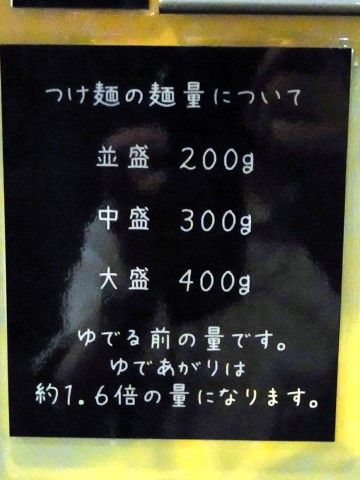 つけ麺の麺量について
並盛 200g
中盛 300g
大盛 400g
ゆでる前の量です。
ゆであがりは
約1.6倍の量になります。